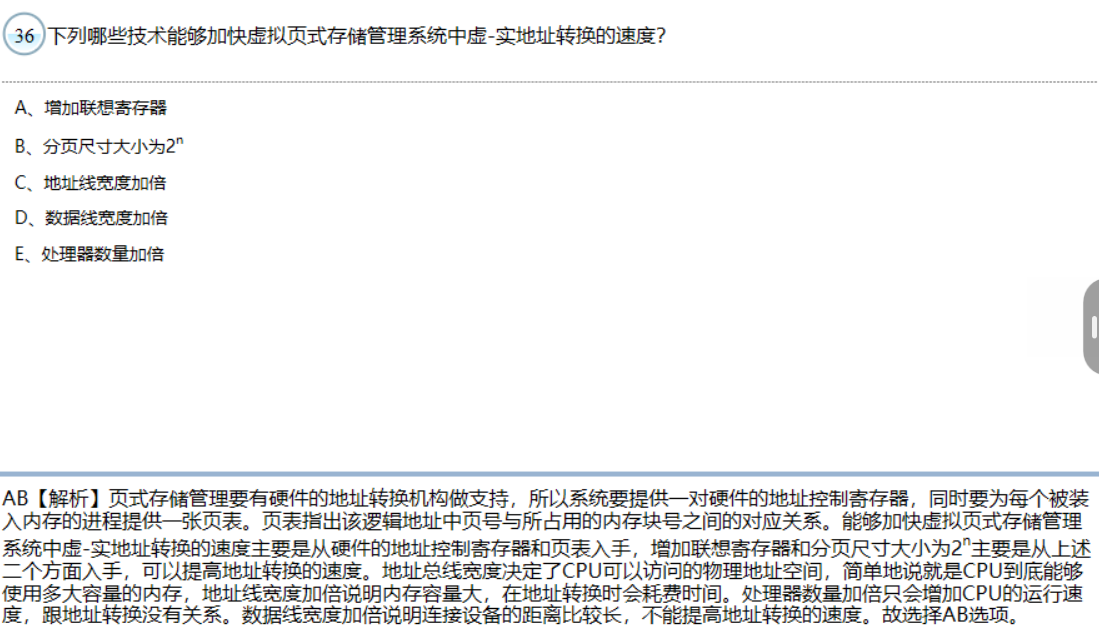 36 下列哪些技术能够加快虚拟页式存储管理系统中虚-实地址转换的速度？
A、增加联想寄存器
B、分页尺寸大小为2ⁿ
C、地址线宽度加倍
D、数据线宽度加倍
E、处理器数量加倍
AB【解析】页式存储管理要有硬件的地址转换机构做支持，所以系统要提供一对硬件的地址控制寄存器，同时要为每个被装
入内存的进程提供一张页表。页表指出该逻辑地址中页号与所占用的内存块号之间的对应关系。能够加快虚拟页式存储管理
系统中虚-实地址转换的速度主要是从硬件的地址控制寄存器和页表入手，增加联想寄存器和分页尺寸大小为2ⁿ主要是从上述
二个方面入手，可以提高地址转换的速度。地址总线宽度决定了CPU可以访问的物理地址空间，简单地说就是CPU到底能够
使用多大容量的内存，地址线宽度加倍说明内存容量大，在地址转换时会耗费时间。处理器数量加倍只会增加CPU的运行速
度，跟地址转换没有关系。数据线宽度加倍说明连接设备的距离比较长，不能提高地址转换的速度。故选择AB选项。